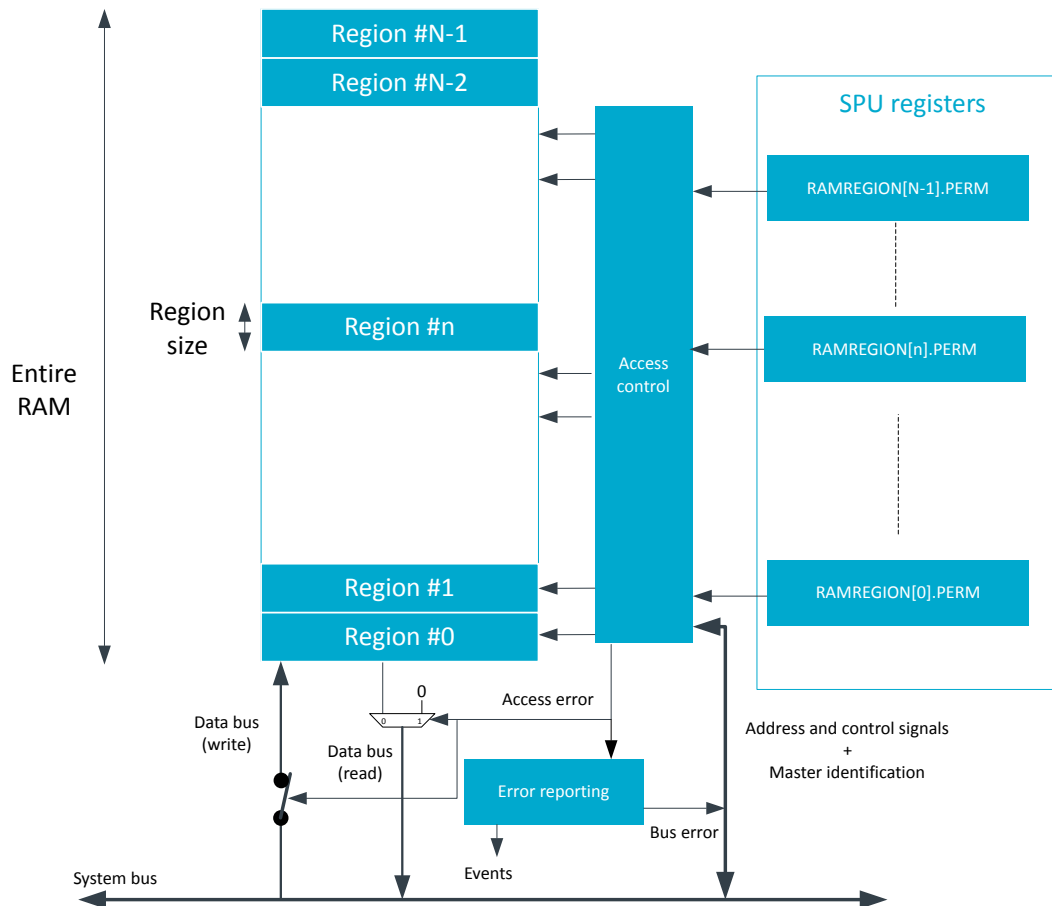 Region #N-1
Region #N-2
SPU registers
RAMREGION[N-1].PERM
Region
size
Region #n
RAMREGION[n].PERM
Access
control
Entire
RAM
Region #1
RAMREGION[0].PERM
Region #0
0
Access error
0 1
Data bus
(write)
Data bus
(read)
Address and control signals
+
Master identification
Error reporting
Bus error
Events
System bus